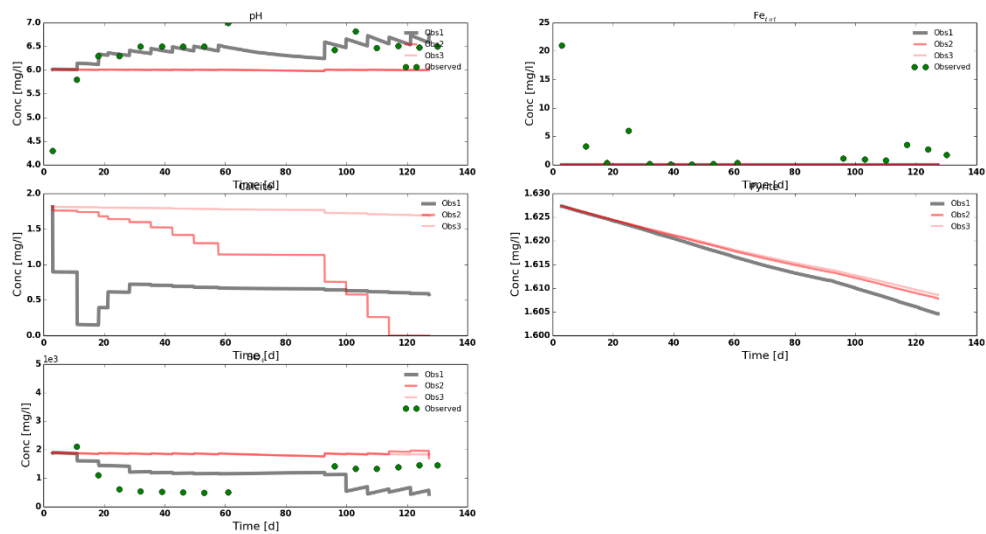 pH
Conc [mg/l]
7.0
6.5
6.0
5.5
5.0
4.5
4.0
0 20 40 60 80 100 120 140
Time [d]
Obs1
Obs2
Obs3
Observed
Fe_tot
Conc [mg/l]
25
20
15
10
5
0
0 20 40 60 80 100 120 140
Time [d]
Obs1
Obs2
Obs3
Observed
Calcite
Conc [mg/l]
2.0
1.5
1.0
0.5
0.0
0 20 40 60 80 100 120 140
Time [d]
Obs1
Obs2
Obs3
Pyrite
Conc [mg/l]
1.630
1.625
1.620
1.615
1.610
1.605
1.600
0 20 40 60 80 100 120 140
Time [d]
Obs1
Obs2
Obs3
1e3
Conc [mg/l]
5
4
3
2
1
0
0 20 40 60 80 100 120 140
Time [d]
Obs1
Obs2
Obs3
Observed